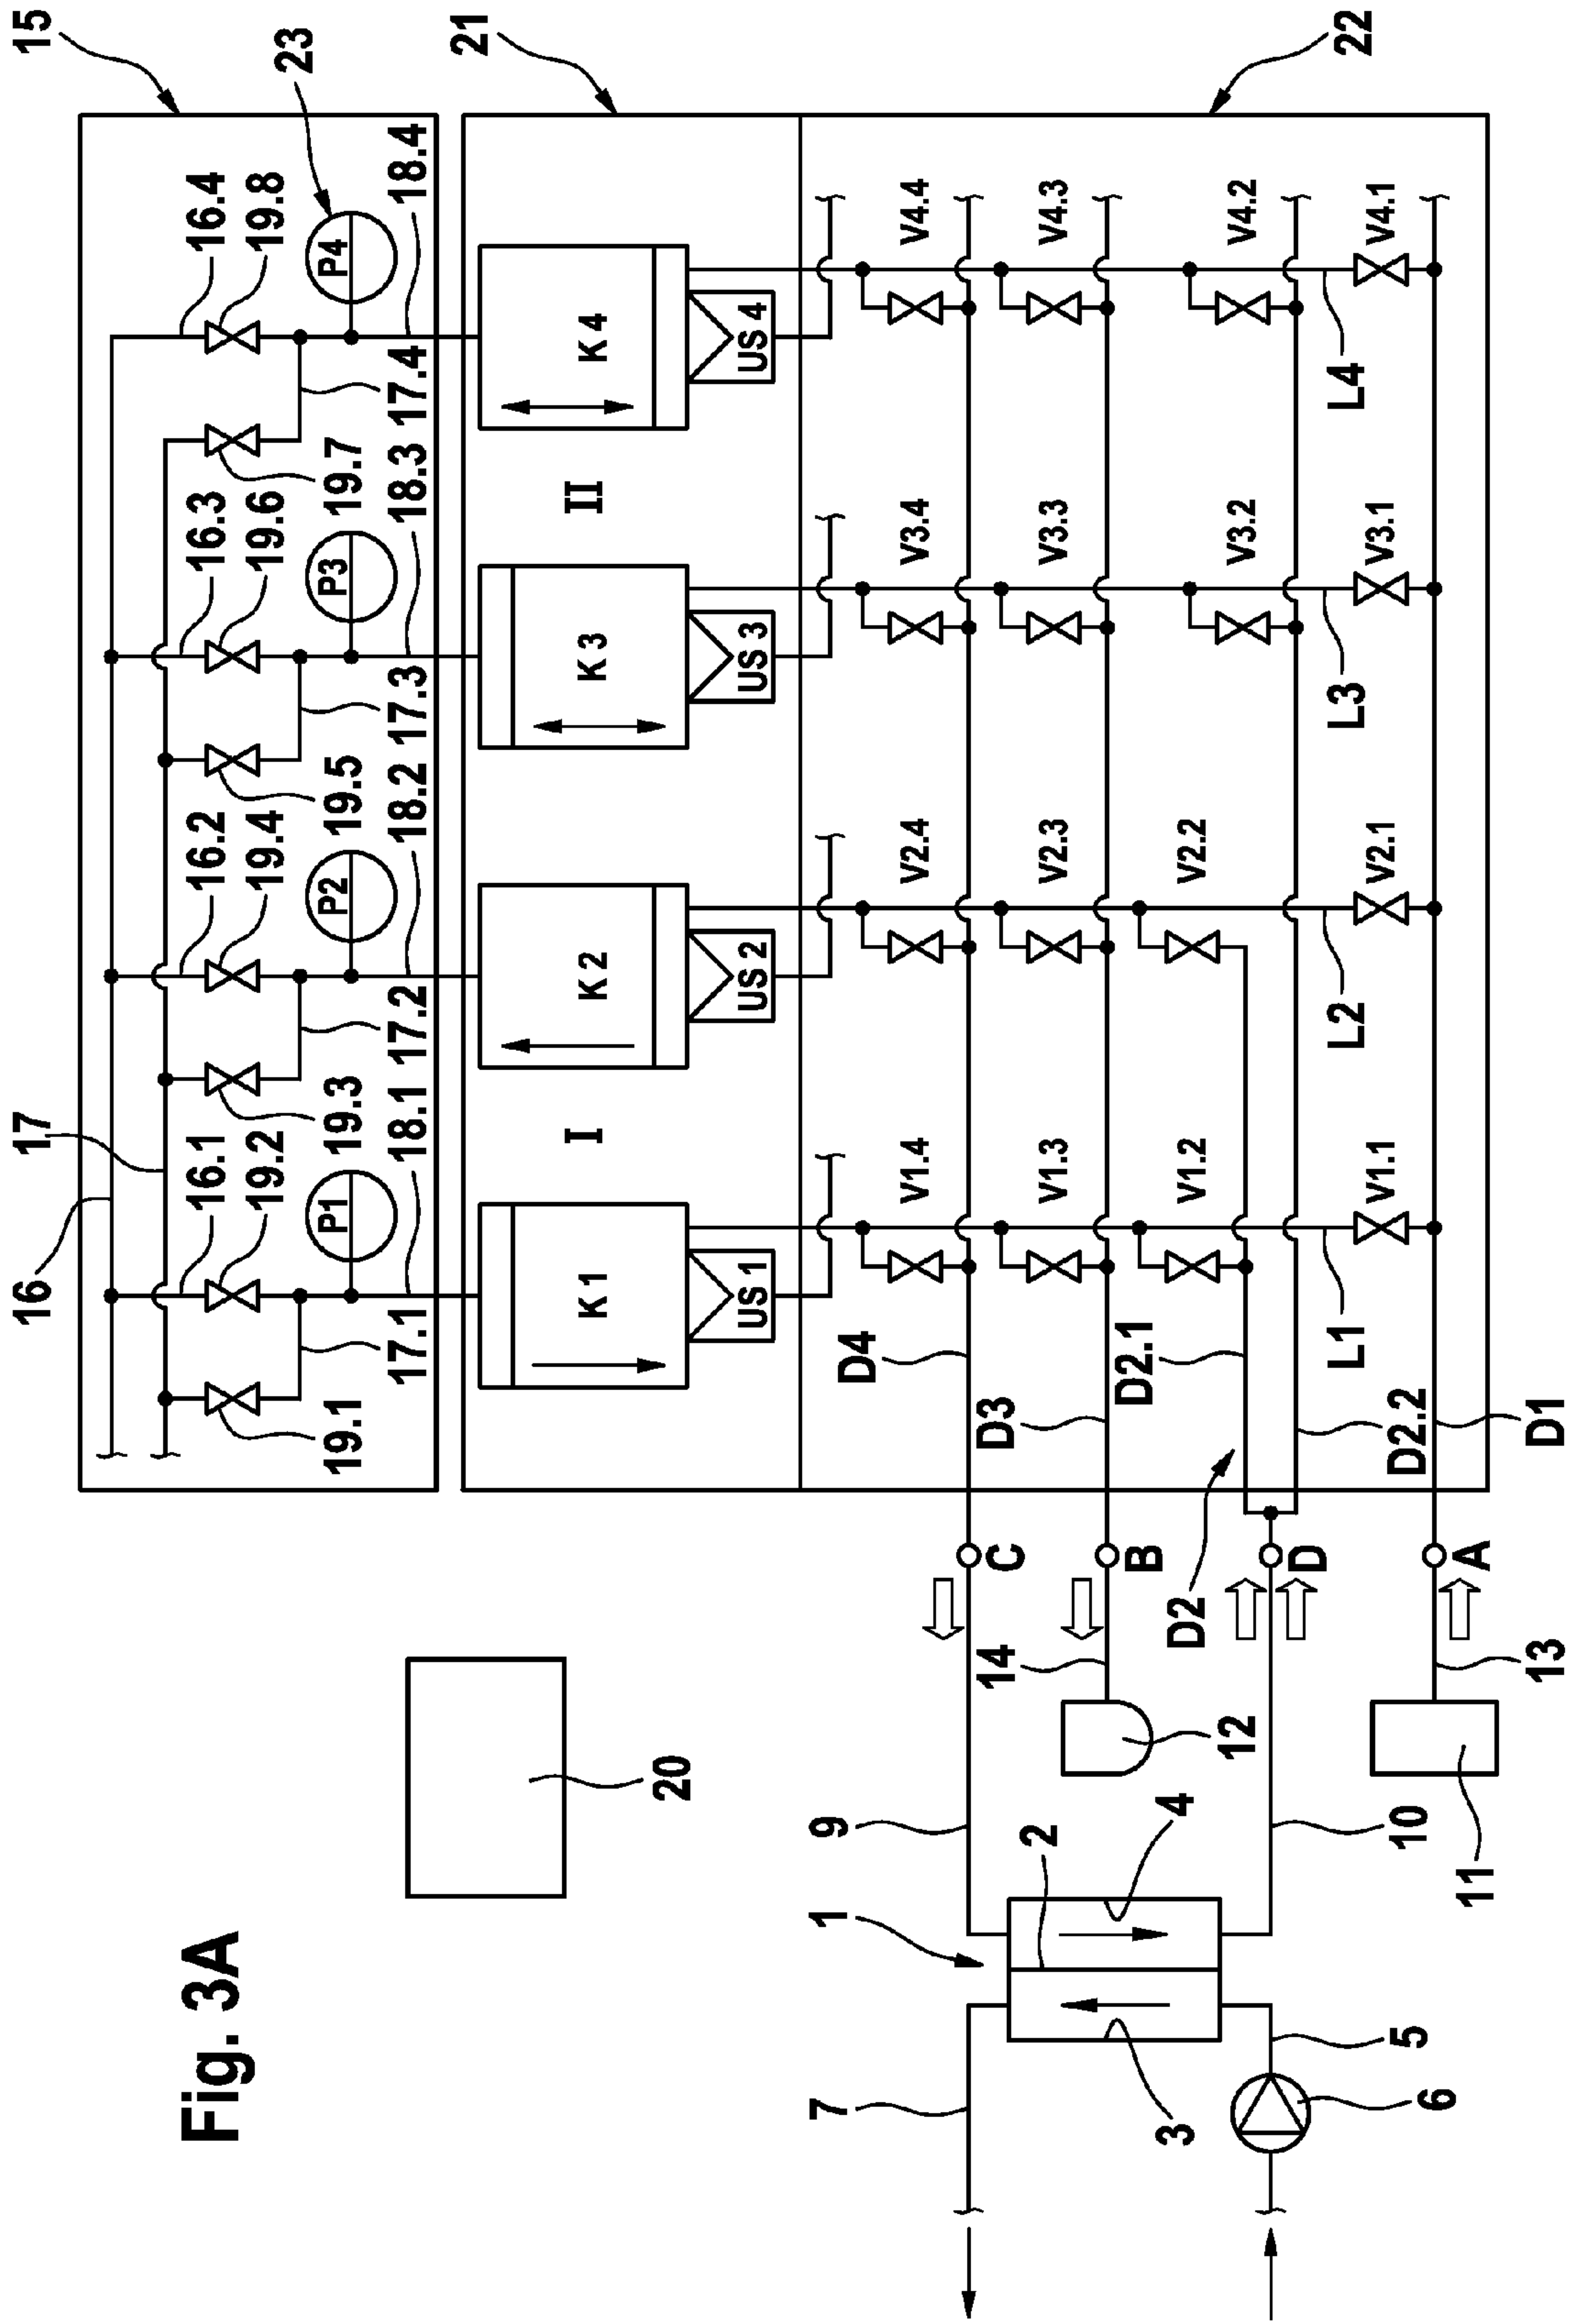 Fig. 3A
15
23
16.4
19.8
P4
18.4
17.4
19.7
16.3
19.6
P3
18.3
17.3
19.5
16.2
19.4
P2
18.2
17.2
19.3
17
16
16.1
19.2
P1
18.1
17.1
19.1
20
21
22
K 1
K 2
K 3
K 4
I
II
US 1
US 2
US 3
US 4
V1.4
V2.4
V3.4
V4.4
V1.3
V2.3
V3.3
V4.3
V1.2
V2.2
V3.2
V4.2
V1.1
V2.1
V3.1
V4.1
L1
L2
L3
L4
D4
D3
D2.1
D2.2
D1
D2
C
B
D
A
9
14
12
10
13
11
1
2
4
3
7
5
6